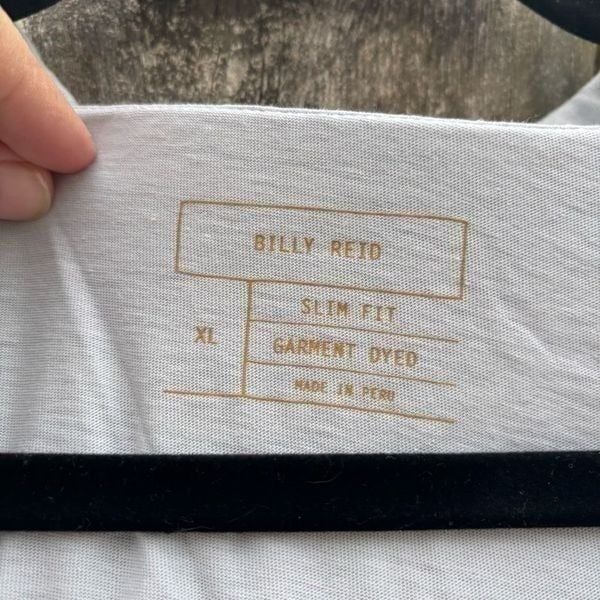 BILLY REID
SLIM FIT
XL
GARMENT DYED
MADE IN PERU